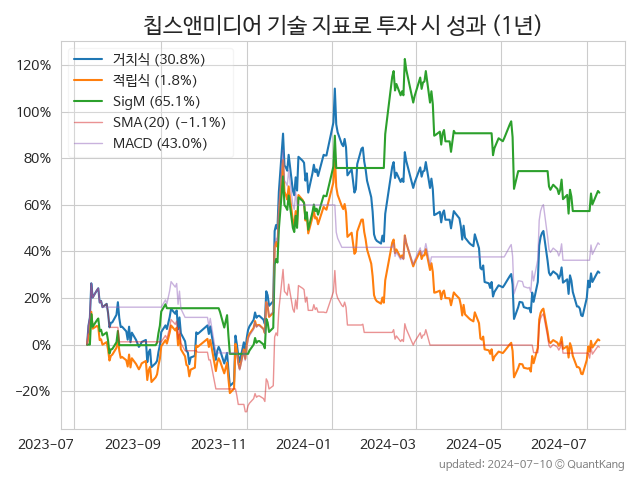 칩스앤미디어 기술 지표로 투자 시 성과 (1년)
120%
100%
80%
60%
40%
20%
0%
−20%
거치식 (30.8%)
적립식 (1.8%)
SigM (65.1%)
SMA(20) (−1.1%)
MACD (43.0%)
2023-07 2023-09 2023-11 2024-01 2024-03 2024-05 2024-07
updated: 2024-07-10 © QuantKang